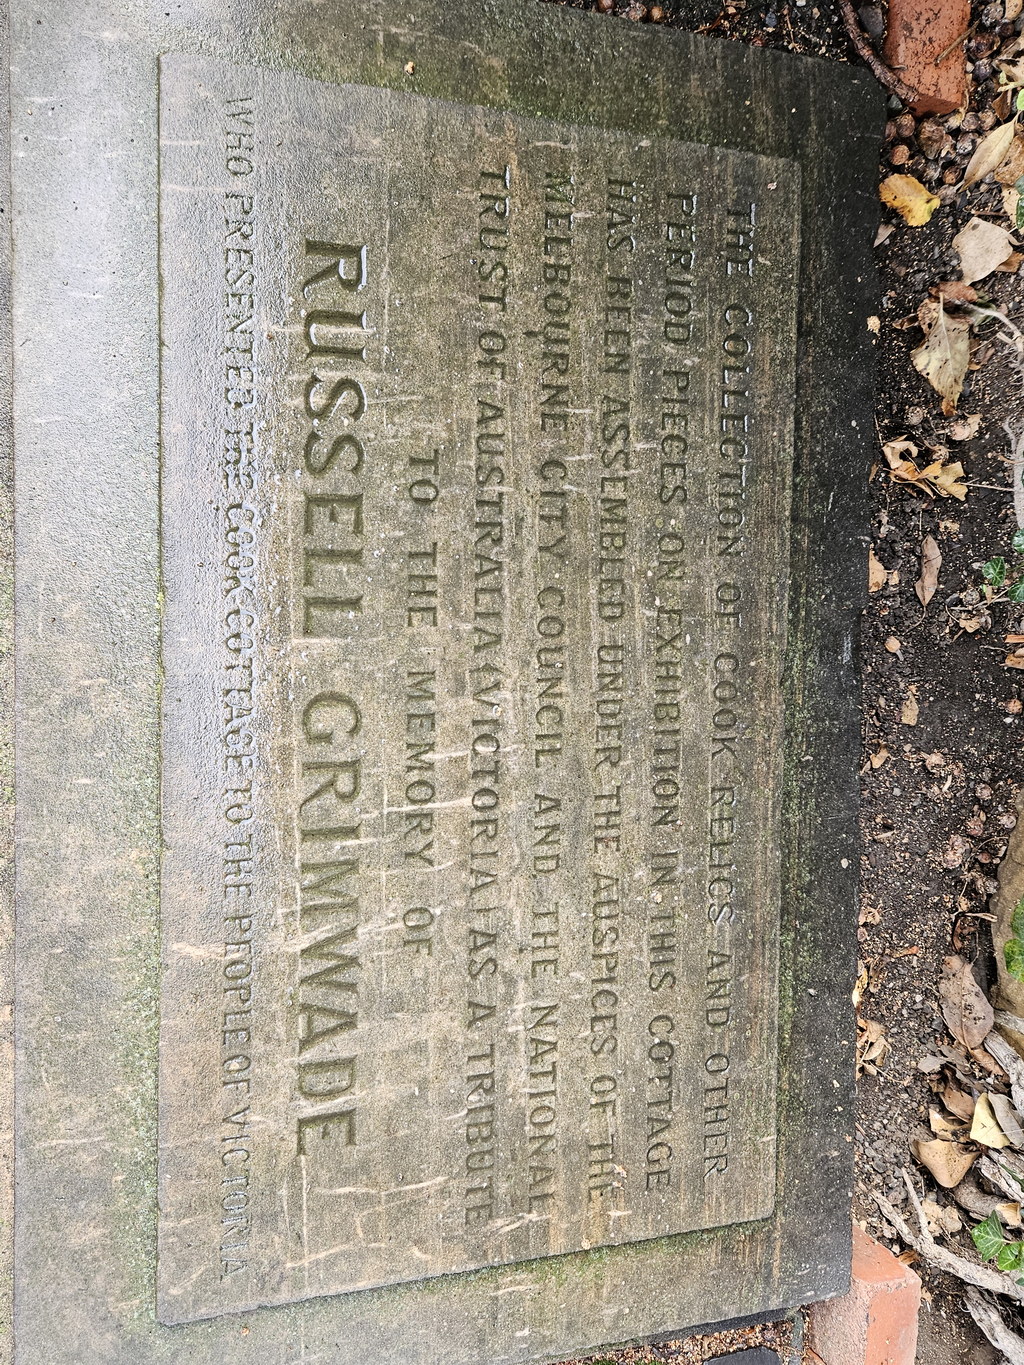 THE COLLECTION OF COOK RELICS AND OTHER
PERIOD PIECES ON EXHIBITION IN THIS COTTAGE
HAS BEEN ASSEMBLED UNDER THE AUSPICES OF THE
MELBOURNE CITY COUNCIL AND THE NATIONAL
TRUST OF AUSTRALIA (VICTORIA) AS A TRIBUTE
TO THE MEMORY OF
RUSSELL GRIMWADE
WHO PRESENTED THE COOK COTTAGE TO THE PEOPLE OF VICTORIA